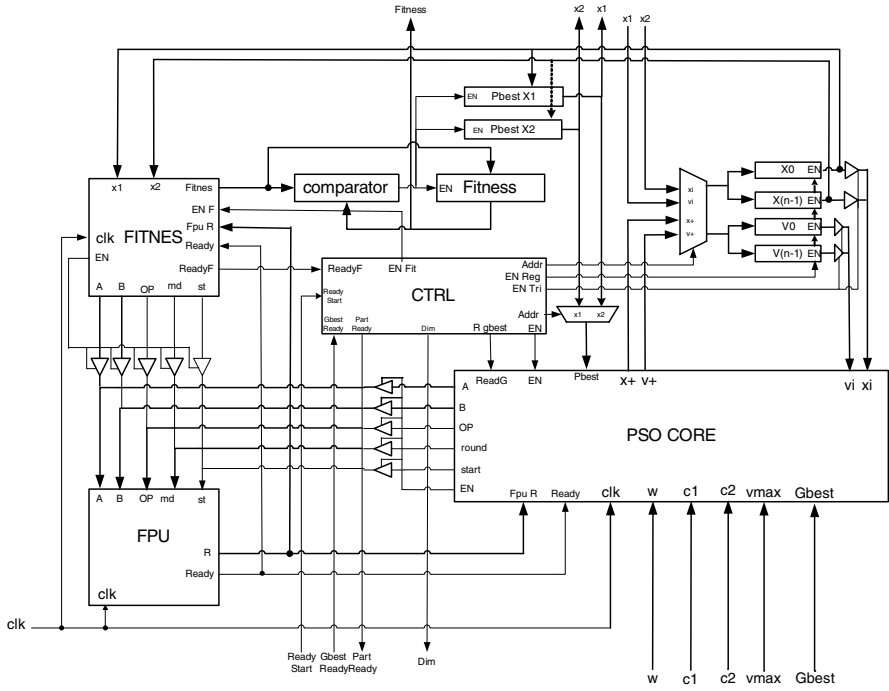 Fitness
x2 x1
x1 x2
EN Pbest X1
EN Pbest X2
x1 x2
Fitnes
EN F
Fpu R
clk
FITNES
Ready
EN
ReadyF
A B OP md st
comparator
EN Fitness
xi
vi
x+
v+
X0 EN
X(n-1) EN
V0 EN
V(n-1) EN
ReadyF
EN Fit
Addr
EN Reg
EN Tri
Ready
Start
CTRL
Gbest
Ready
Part
Ready
Dim
R gbest
Addr
EN
x1 x2
Pbest
ReadG
EN
x+ v+
vi xi
A
B
OP
round
start
EN
PSO CORE
Fpu R Ready clk w c1 c2 vmax Gbest
A B OP md st
FPU
R
Ready
clk
clk
Ready
Start
Gbest
Ready
Part
Ready
Dim
w c1 c2 vmax Gbest